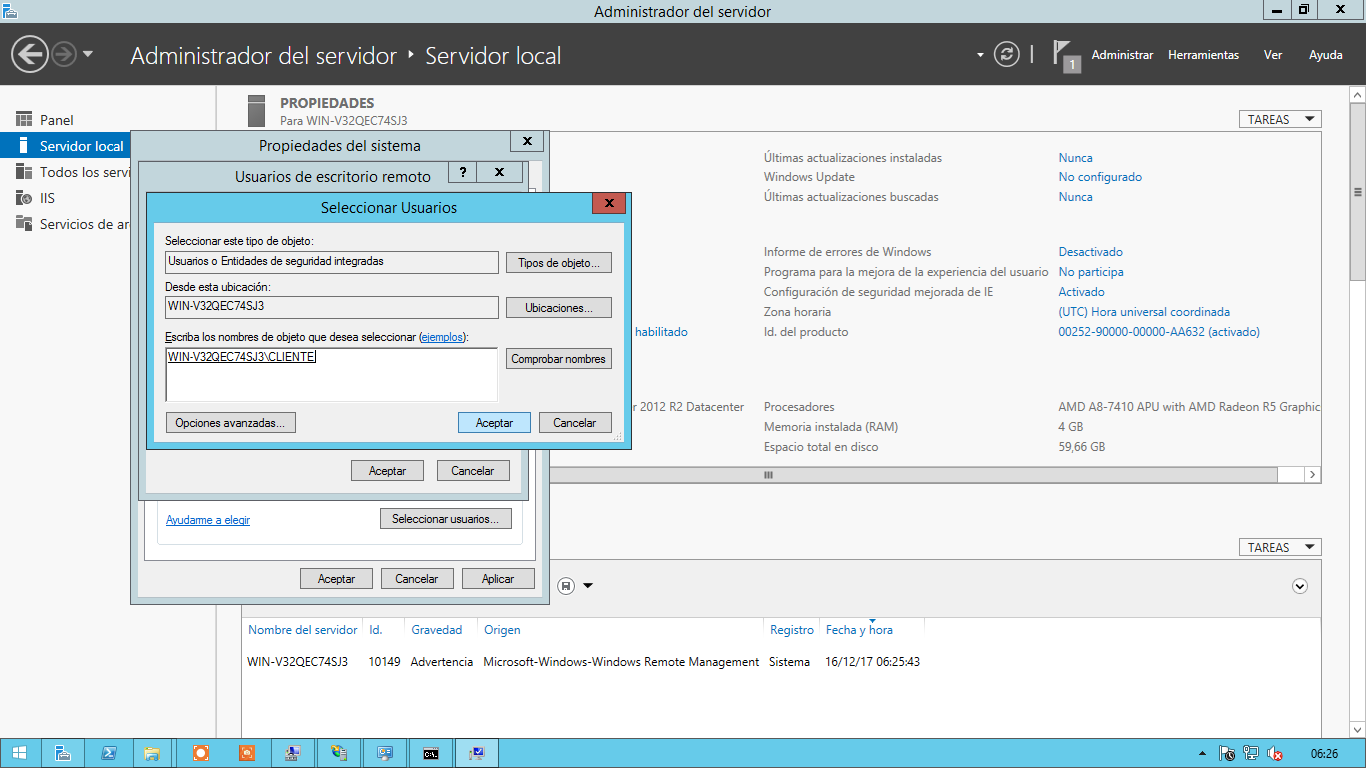 Administrador del servidor
Administrador del servidor ‣ Servidor local
1
Administrar
Herramientas
Ver
Ayuda
Panel
Servidor local
Todos los servi
IIS
Servicios de ar
PROPIEDADES
Para WIN-V32QEC74SJ3
TAREAS
Propiedades del sistema
Usuarios de escritorio remoto
?
Seleccionar Usuarios
Seleccionar este tipo de objeto:
Usuarios o Entidades de seguridad integradas
Tipos de objeto...
Desde esta ubicación:
WIN-V32QEC74SJ3
Ubicaciones...
Escriba los nombres de objeto que desea seleccionar (ejemplos):
WIN-V32QEC74SJ3\CLIENTE
Comprobar nombres
Opciones avanzadas...
Aceptar
Cancelar
Aceptar
Cancelar
Ayudarme a elegir
Seleccionar usuarios...
Aceptar
Cancelar
Aplicar
habilitado
r 2012 R2 Datacenter
Últimas actualizaciones instaladas Nunca
Windows Update No configurado
Últimas actualizaciones buscadas Nunca
Informe de errores de Windows Desactivado
Programa para la mejora de la experiencia del usuario No participa
Configuración de seguridad mejorada de IE Activado
Zona horaria (UTC) Hora universal coordinada
Id. del producto 00252-90000-00000-AA632 (activado)
Procesadores AMD A8-7410 APU with AMD Radeon R5 Graphic
Memoria instalada (RAM) 4 GB
Espacio total en disco 59,66 GB
TAREAS
Nombre del servidor Id. Gravedad Origen Registro Fecha y hora
WIN-V32QEC74SJ3 10149 Advertencia Microsoft-Windows-Windows Remote Management Sistema 16/12/17 06:25:43
06:26